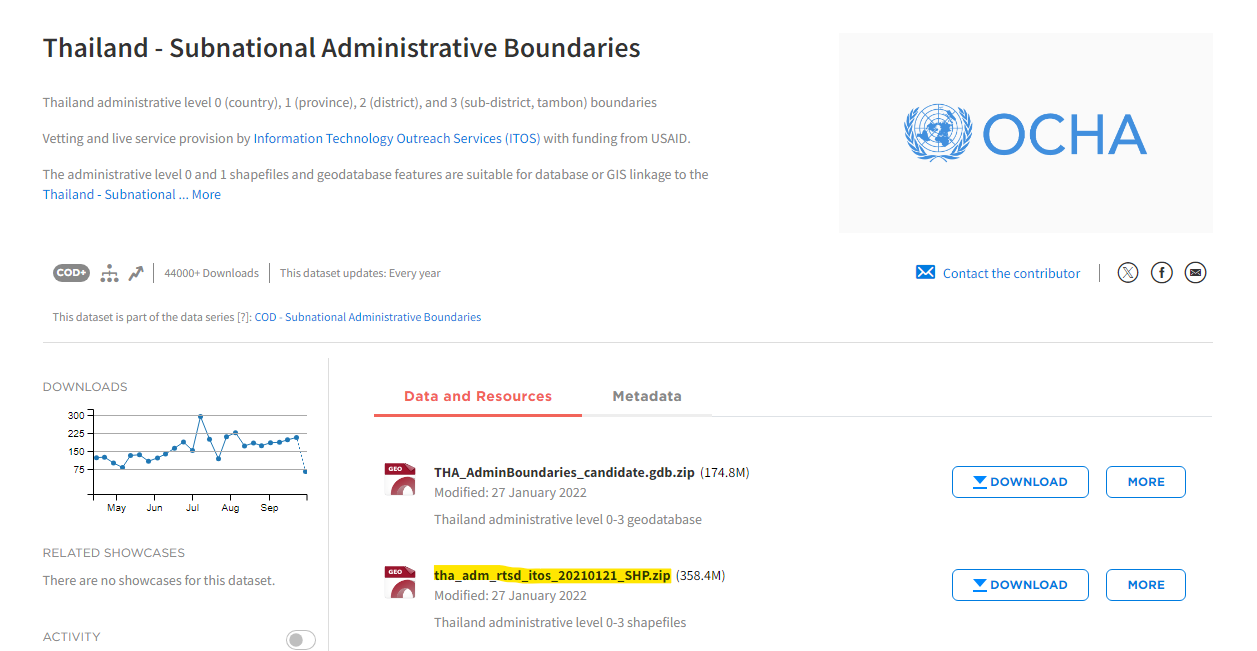 Thailand - Subnational Administrative Boundaries
Thailand administrative level 0 (country), 1 (province), 2 (district), and 3 (sub-district, tambon) boundaries
Vetting and live service provision by Information Technology Outreach Services (ITOS) with funding from USAID.
The administrative level 0 and 1 shapefiles and geodatabase features are suitable for database or GIS linkage to the
Thailand - Subnational ... More
OCHA
COD+
44000+ Downloads
This dataset updates: Every year
Contact the contributor
This dataset is part of the data series [?]: COD - Subnational Administrative Boundaries
DOWNLOADS
300
225
150
75
May Jun Jul Aug Sep
RELATED SHOWCASES
There are no showcases for this dataset.
ACTIVITY
Data and Resources
Metadata
GEO
THA_AdminBoundaries_candidate.gdb.zip (174.8M)
Modified: 27 January 2022
Thailand administrative level 0-3 geodatabase
DOWNLOAD
MORE
GEO
tha_adm_rtsd_itos_20210121_SHP.zip (358.4M)
Modified: 27 January 2022
Thailand administrative level 0-3 shapefiles
DOWNLOAD
MORE